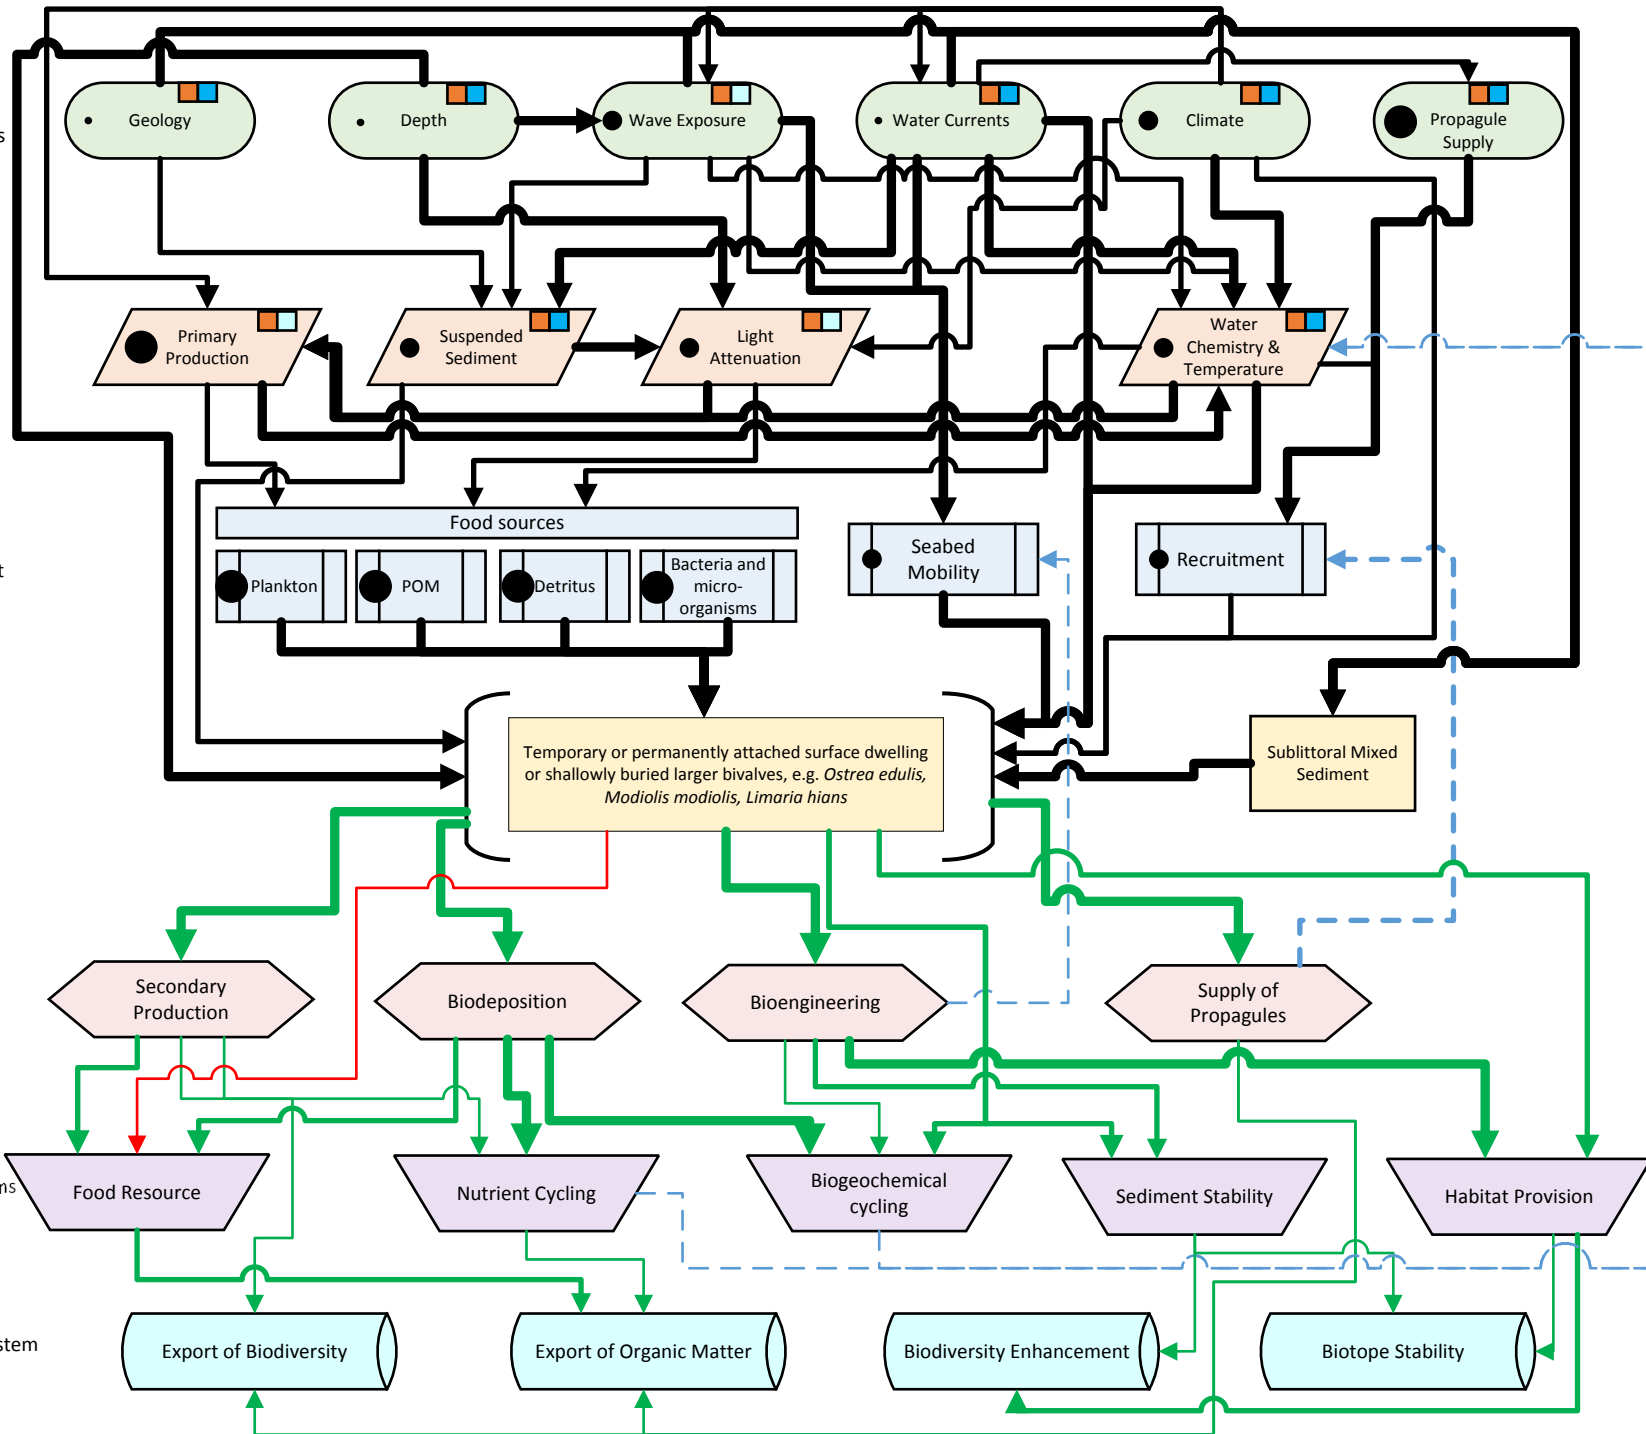 Geology
Depth
Wave Exposure
Water Currents
Climate
Propagule
Supply
s
Primary
Production
Suspended
Sediment
Light
Attenuation
Water
Chemistry &
Temperature
Food sources
Plankton
POM
Detritus
Bacteria and
micro-
organisms
Seabed
Mobility
Recruitment
t
Temporary or permanently attached surface dwelling
or shallowly buried larger bivalves, e.g. Ostrea edulis,
Modiolis modiolis, Limaria hians
Sublittoral Mixed
Sediment
Secondary
Production
Biodeposition
Bioengineering
Supply of
Propagules
ns
Food Resource
Nutrient Cycling
Biogeochemical
cycling
Sediment Stability
Habitat Provision
stem
Export of Biodiversity
Export of Organic Matter
Biodiversity Enhancement
Biotope Stability